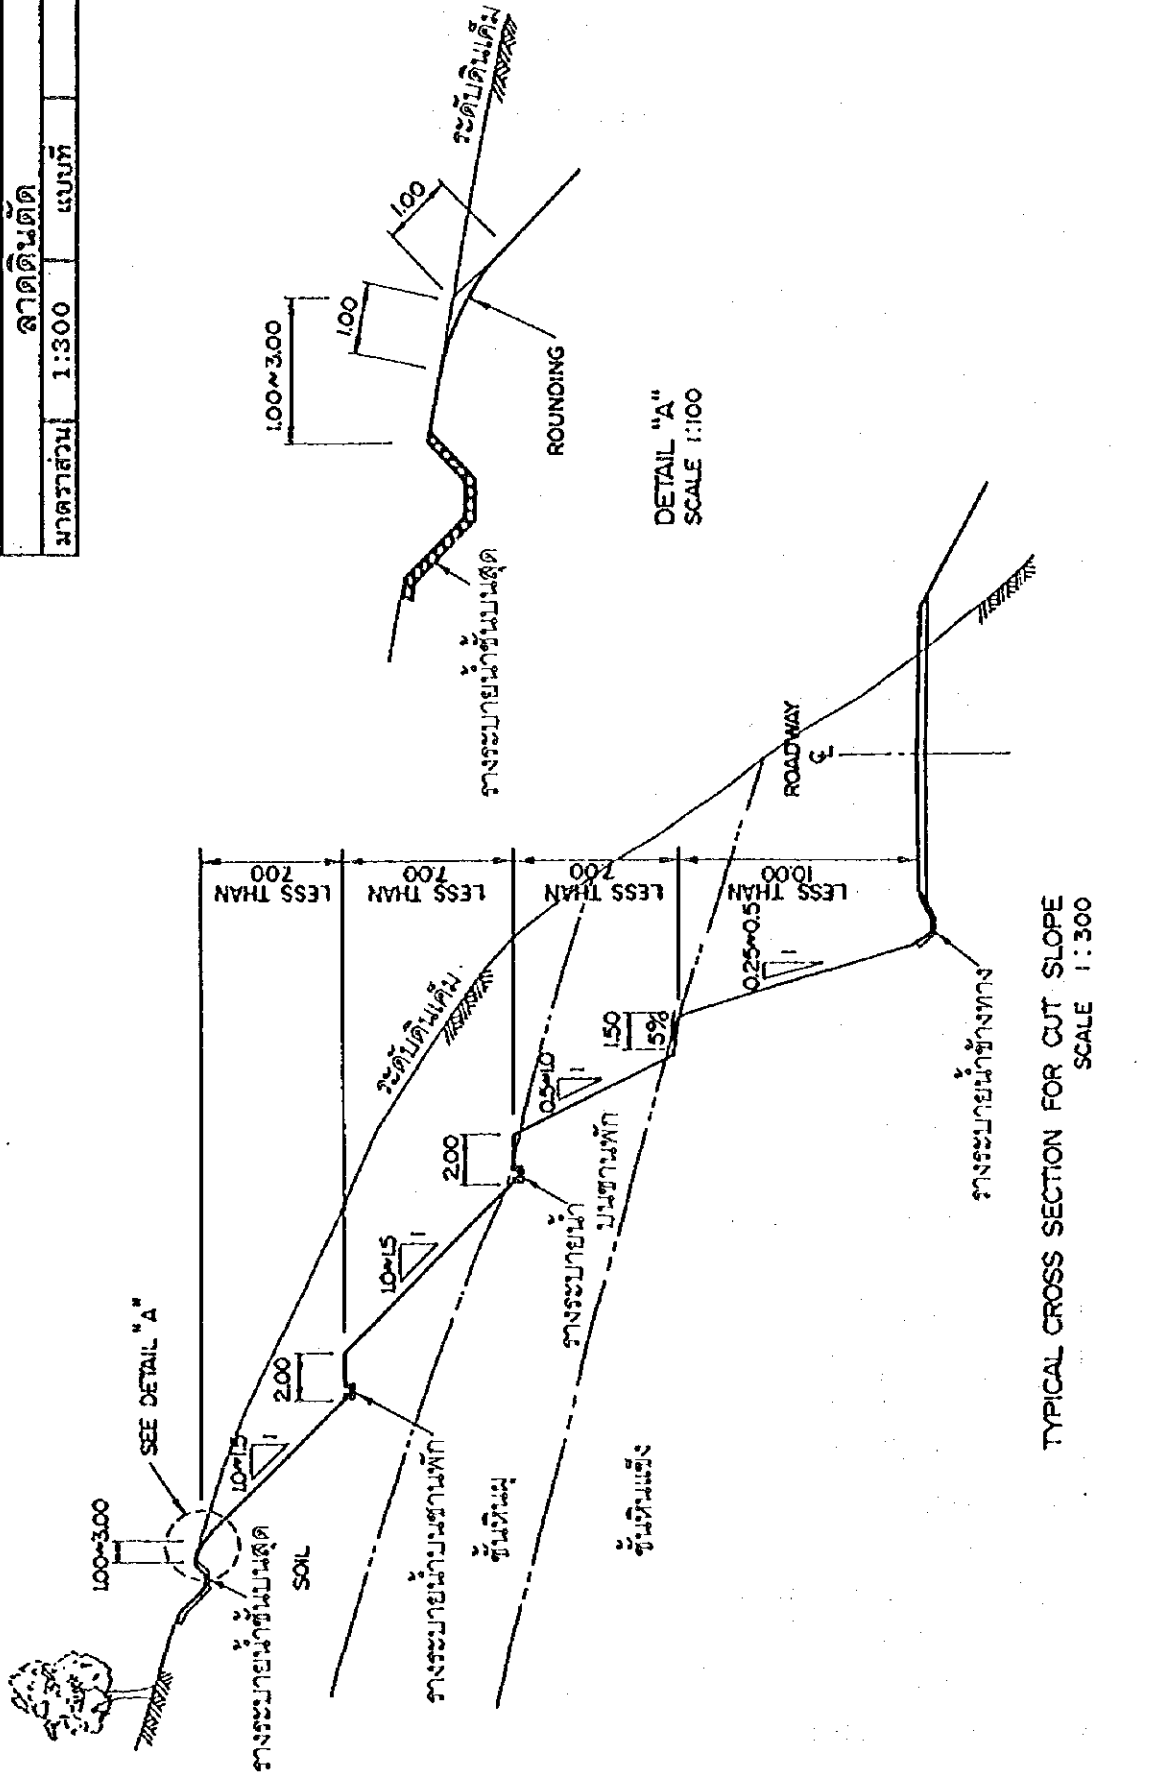 ลาดดินตัด
มาตราส่วน 1:300 แบบที่
1.00~3.00
1.00
1.00
ระดับดินเดิม
ROUNDING
รางระบายน้ำชั้นบนสุด
DETAIL "A"
SCALE 1:100
SEE DETAIL "A"
1.00~3.00
รางระบายน้ำชั้นบนสุด
SOIL
1.0~1.5
1
2.00
รางระบายน้ำบนชานพัก
ชั้นหินผุ
ชั้นหินแข็ง
1.0~1.5
1
2.00
รางระบายน้ำ
บนชานพัก
ระดับดินเดิม
0.5~1.0
1
1.50
5%
0.25~0.5
1
LESS THAN
7.00
LESS THAN
7.00
LESS THAN
7.00
LESS THAN
10.00
ROADWAY
℄
รางระบายน้ำข้างทาง
TYPICAL CROSS SECTION FOR CUT SLOPE
SCALE 1:300